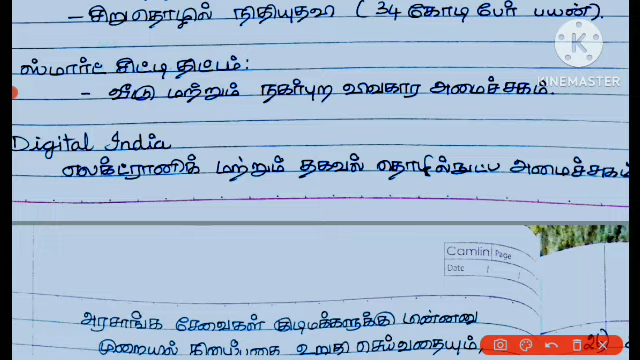 – சிறுதொழில் நிதியுதவி (34 கோடி பேர் பயன்).
ஸ்மார்ட் சிட்டி திட்டம்:
– வீடு மற்றும் நகர்புற விவகார அமைச்சகம்.
Digital India
எலக்ட்ரானிக் மற்றும் தகவல் தொழில்நுட்ப அமைச்சகம்
அரசாங்க சேவைகள் குடிமக்களுக்கு மின்னணு
முறையில் கிடைப்பதை உறுதி செய்வதையும்,
KINEMASTER
Camlin Page
Date / /